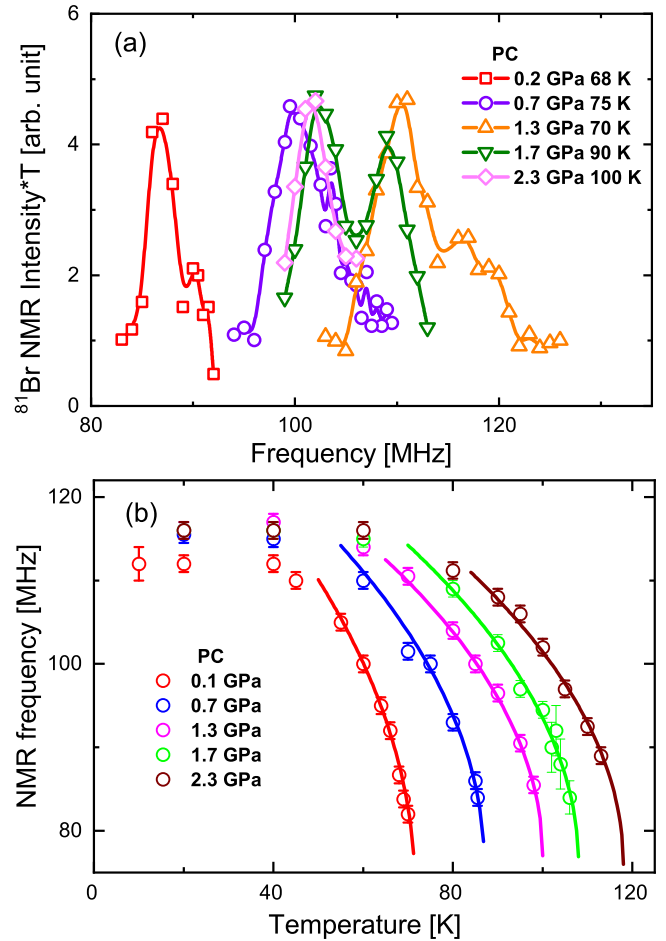 (a)
PC
0.2 GPa 68 K
0.7 GPa 75 K
1.3 GPa 70 K
1.7 GPa 90 K
2.3 GPa 100 K
6
4
2
0
⁸¹Br NMR Intensity*T [arb. unit]
80 100 120
Frequency [MHz]
(b)
120
100
80
NMR frequency [MHz]
PC
0.1 GPa
0.7 GPa
1.3 GPa
1.7 GPa
2.3 GPa
0 40 80 120
Temperature [K]